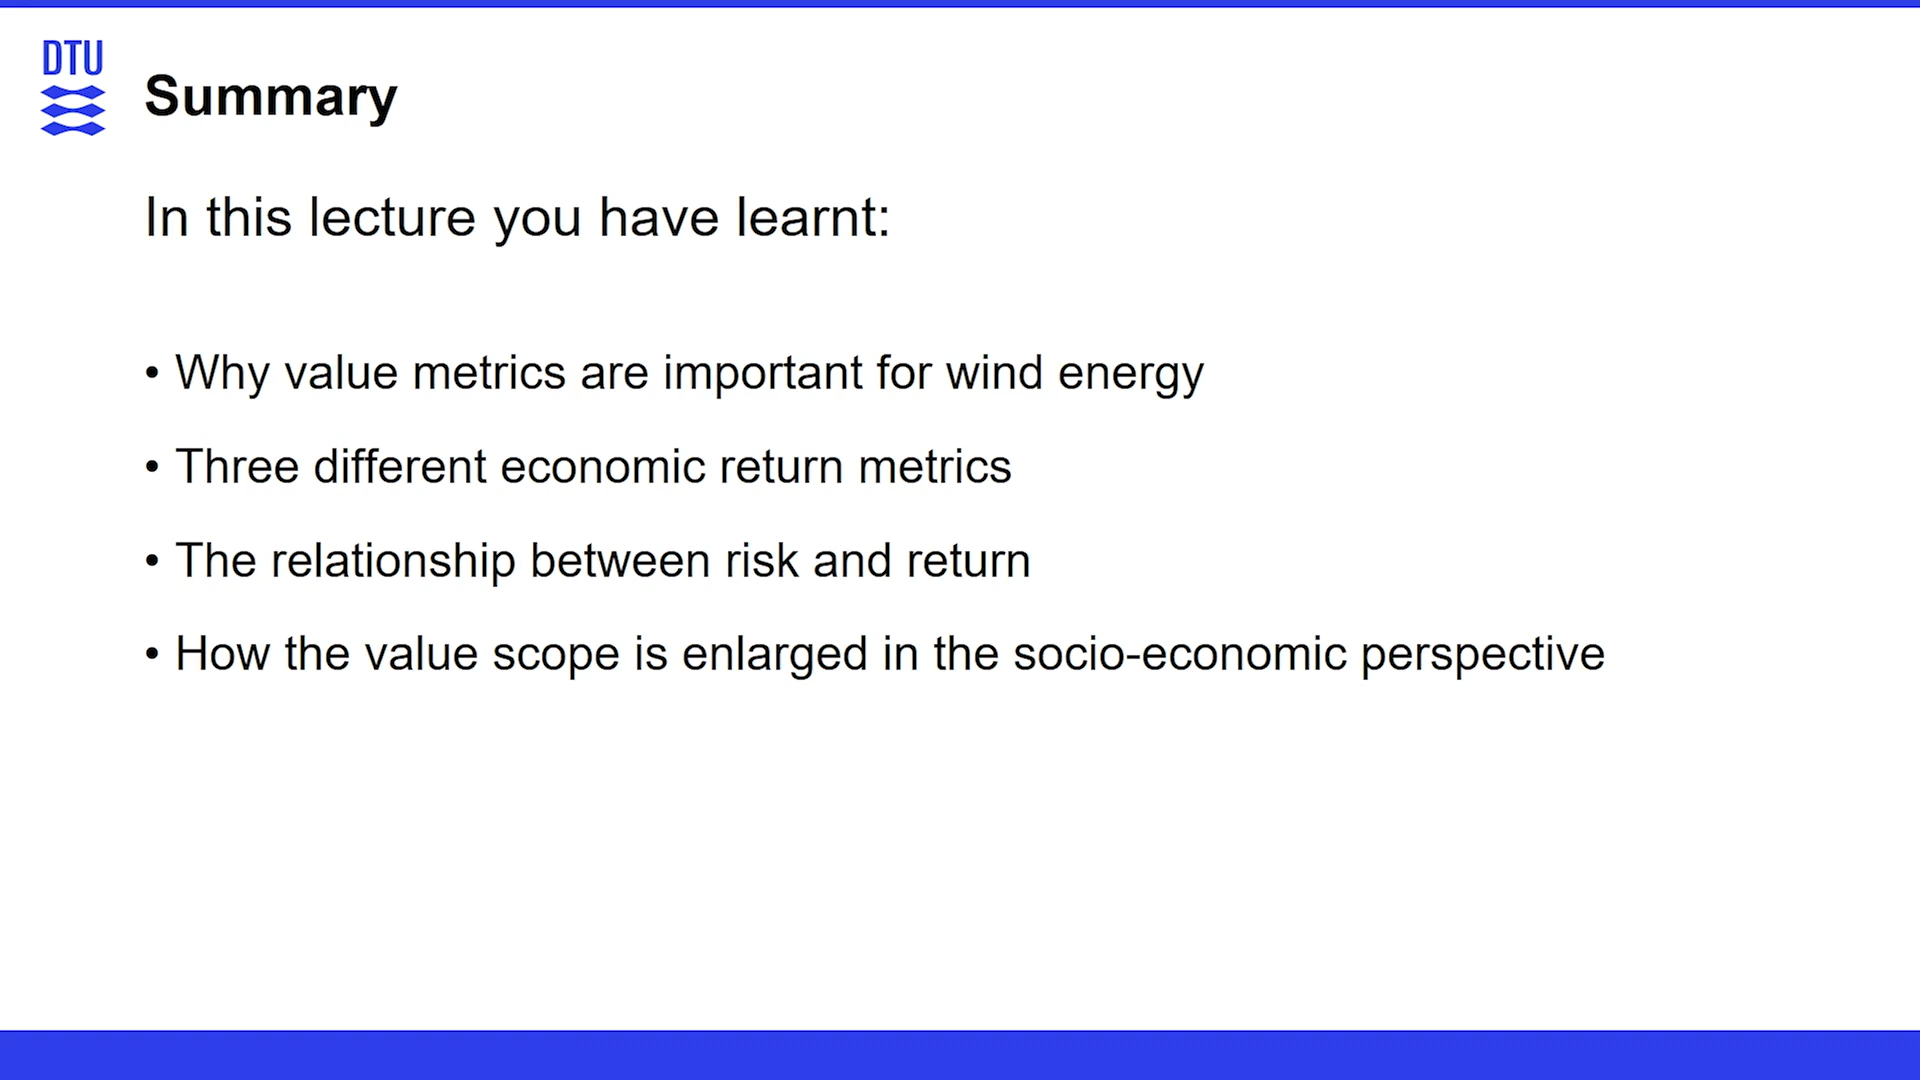 DTU
Summary
In this lecture you have learnt:
• Why value metrics are important for wind energy
• Three different economic return metrics
• The relationship between risk and return
• How the value scope is enlarged in the socio-economic perspective